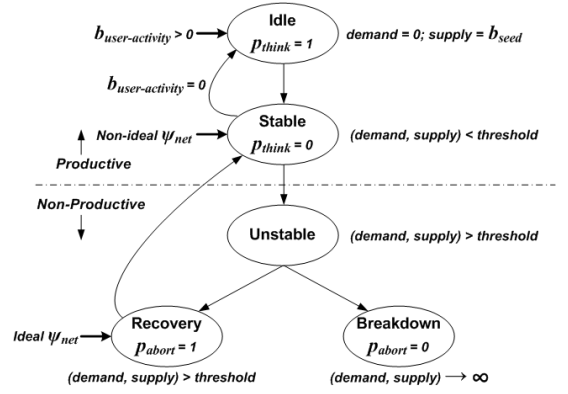 Idle
b_user-activity > 0
p_think = 1
demand = 0; supply = b_seed
b_user-activity = 0
Stable
Non-ideal ψ_net
p_think = 0
(demand, supply) < threshold
Productive
Non-Productive
Unstable
(demand, supply) > threshold
Recovery
Breakdown
Ideal ψ_net
p_abort = 1
p_abort = 0
(demand, supply) > threshold
(demand, supply) → ∞